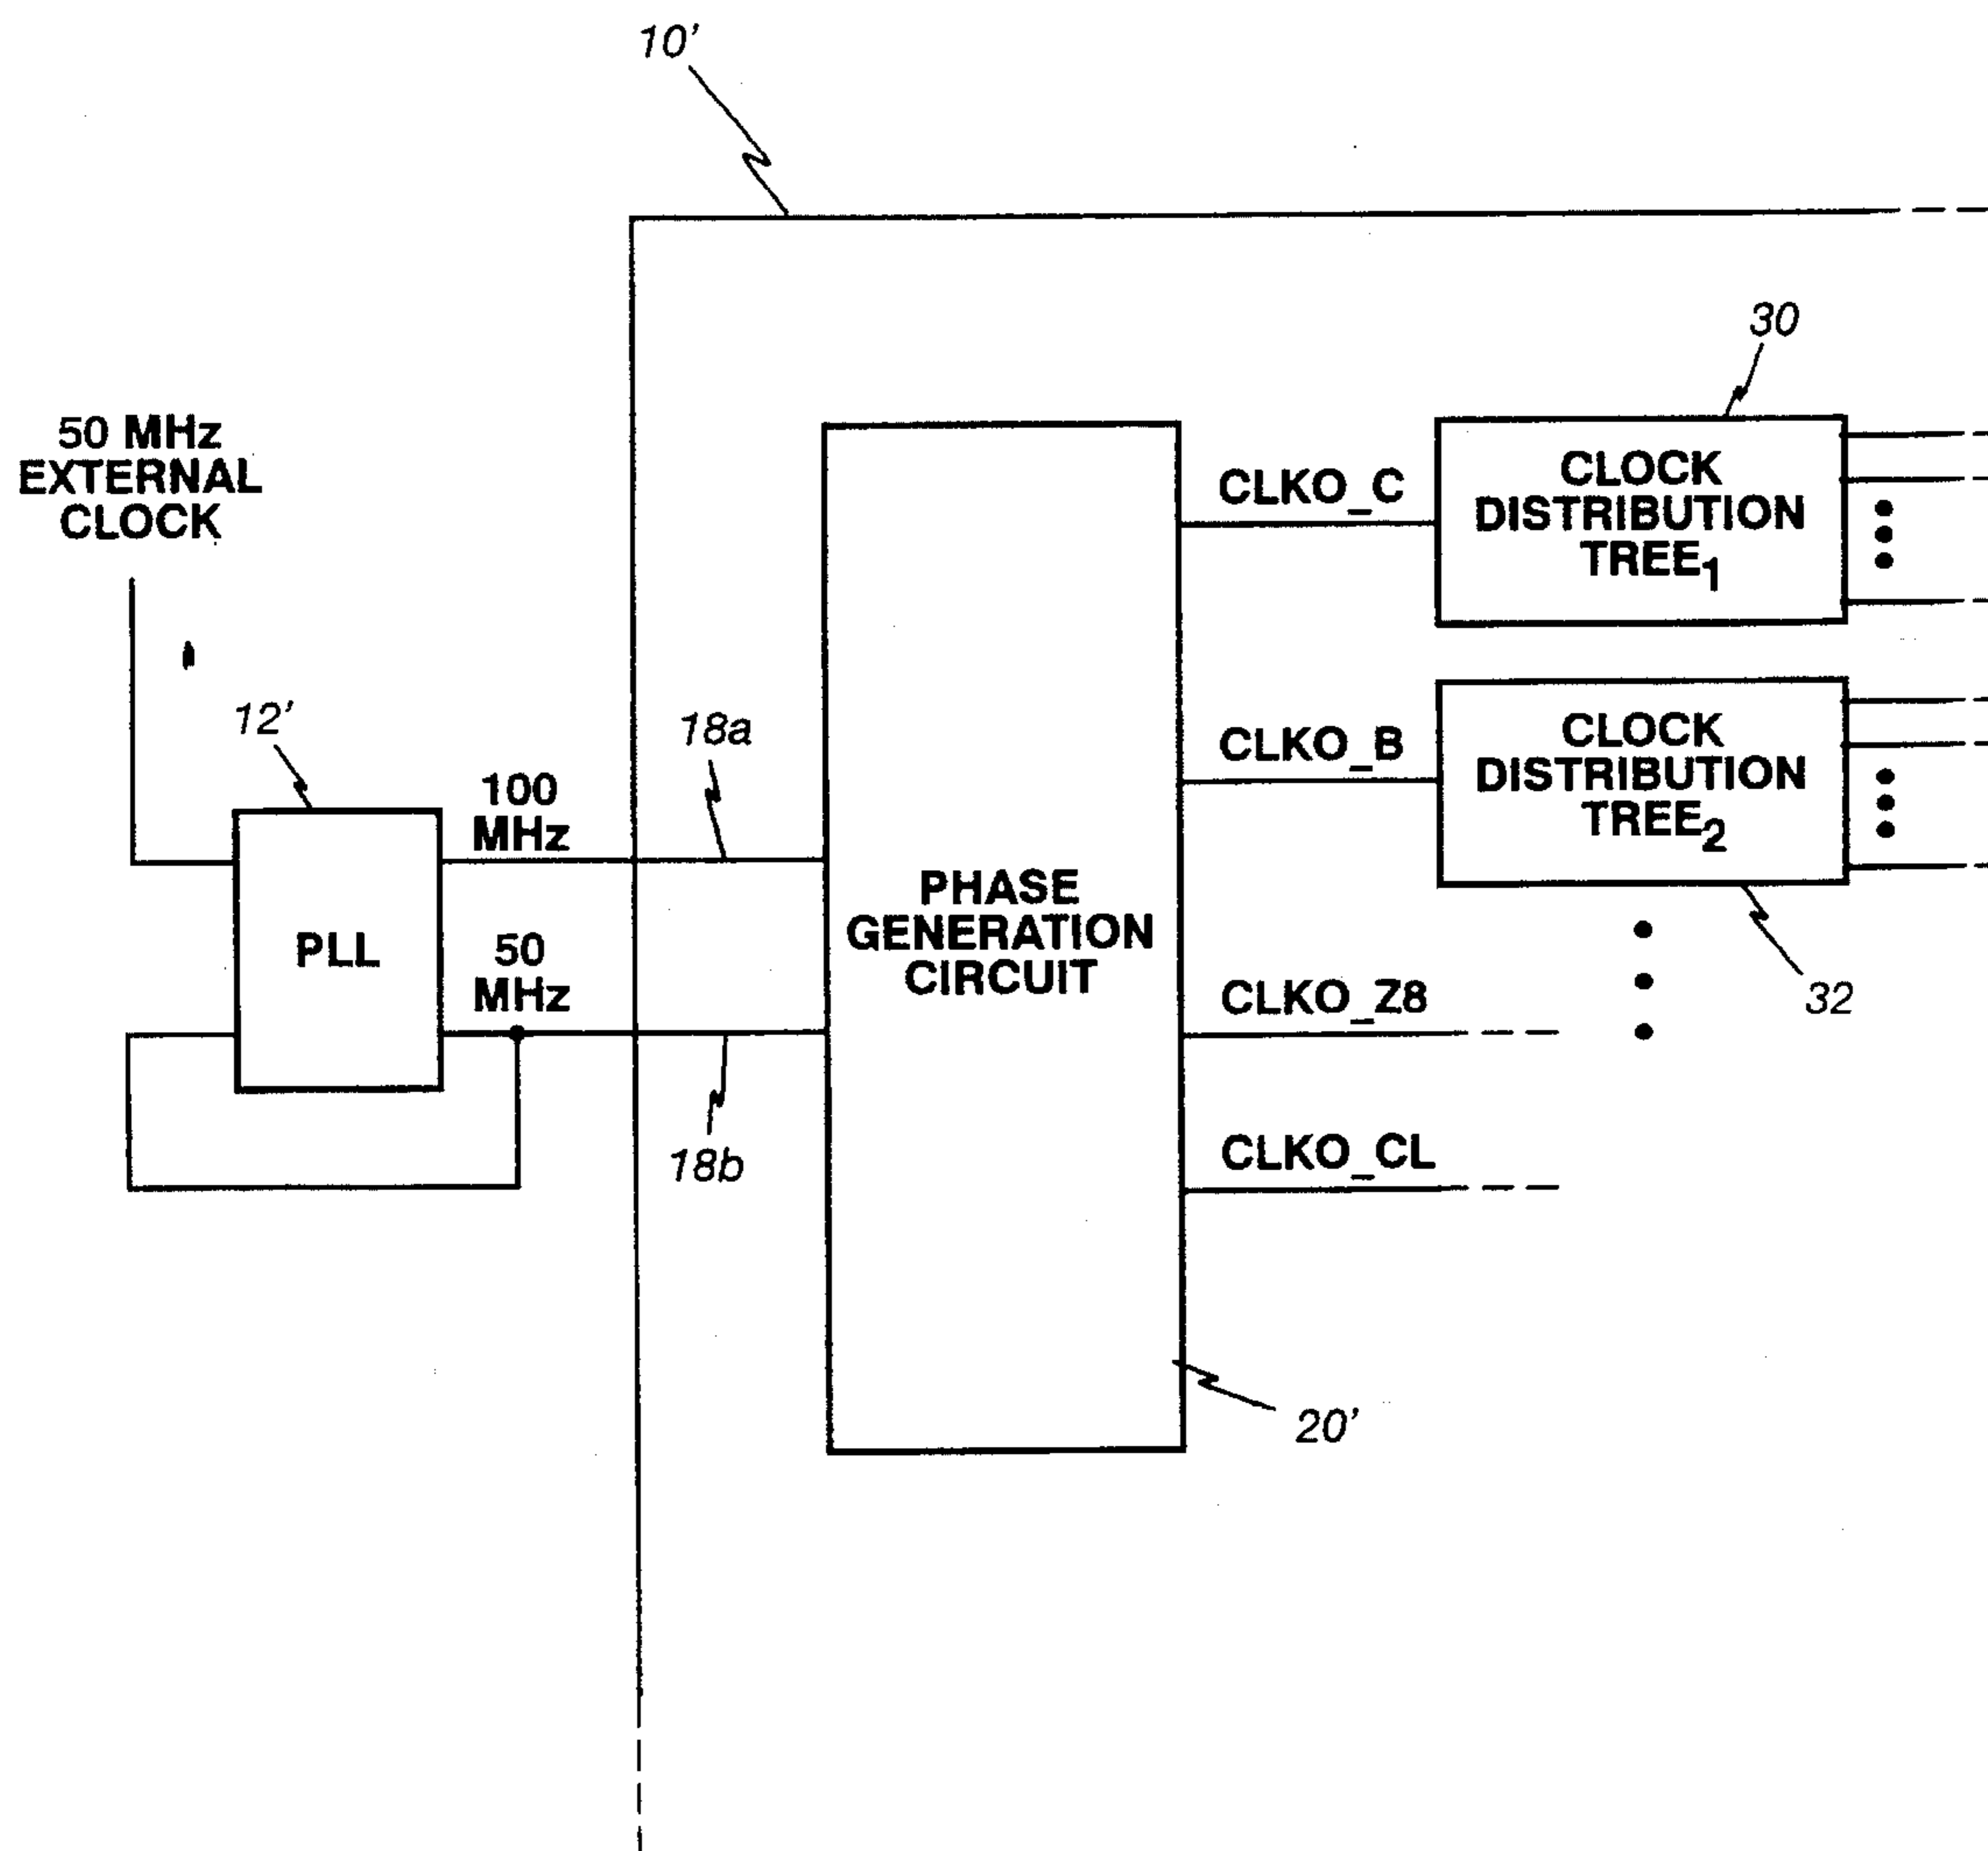 10'
30
50 MHz
EXTERNAL
CLOCK
CLKO_C
CLOCK
DISTRIBUTION
TREE1
12'
18a
100
MHz
CLKO_B
CLOCK
DISTRIBUTION
TREE2
PLL
50
MHz
PHASE
GENERATION
CIRCUIT
CLKO_Z8
32
18b
CLKO_CL
20'